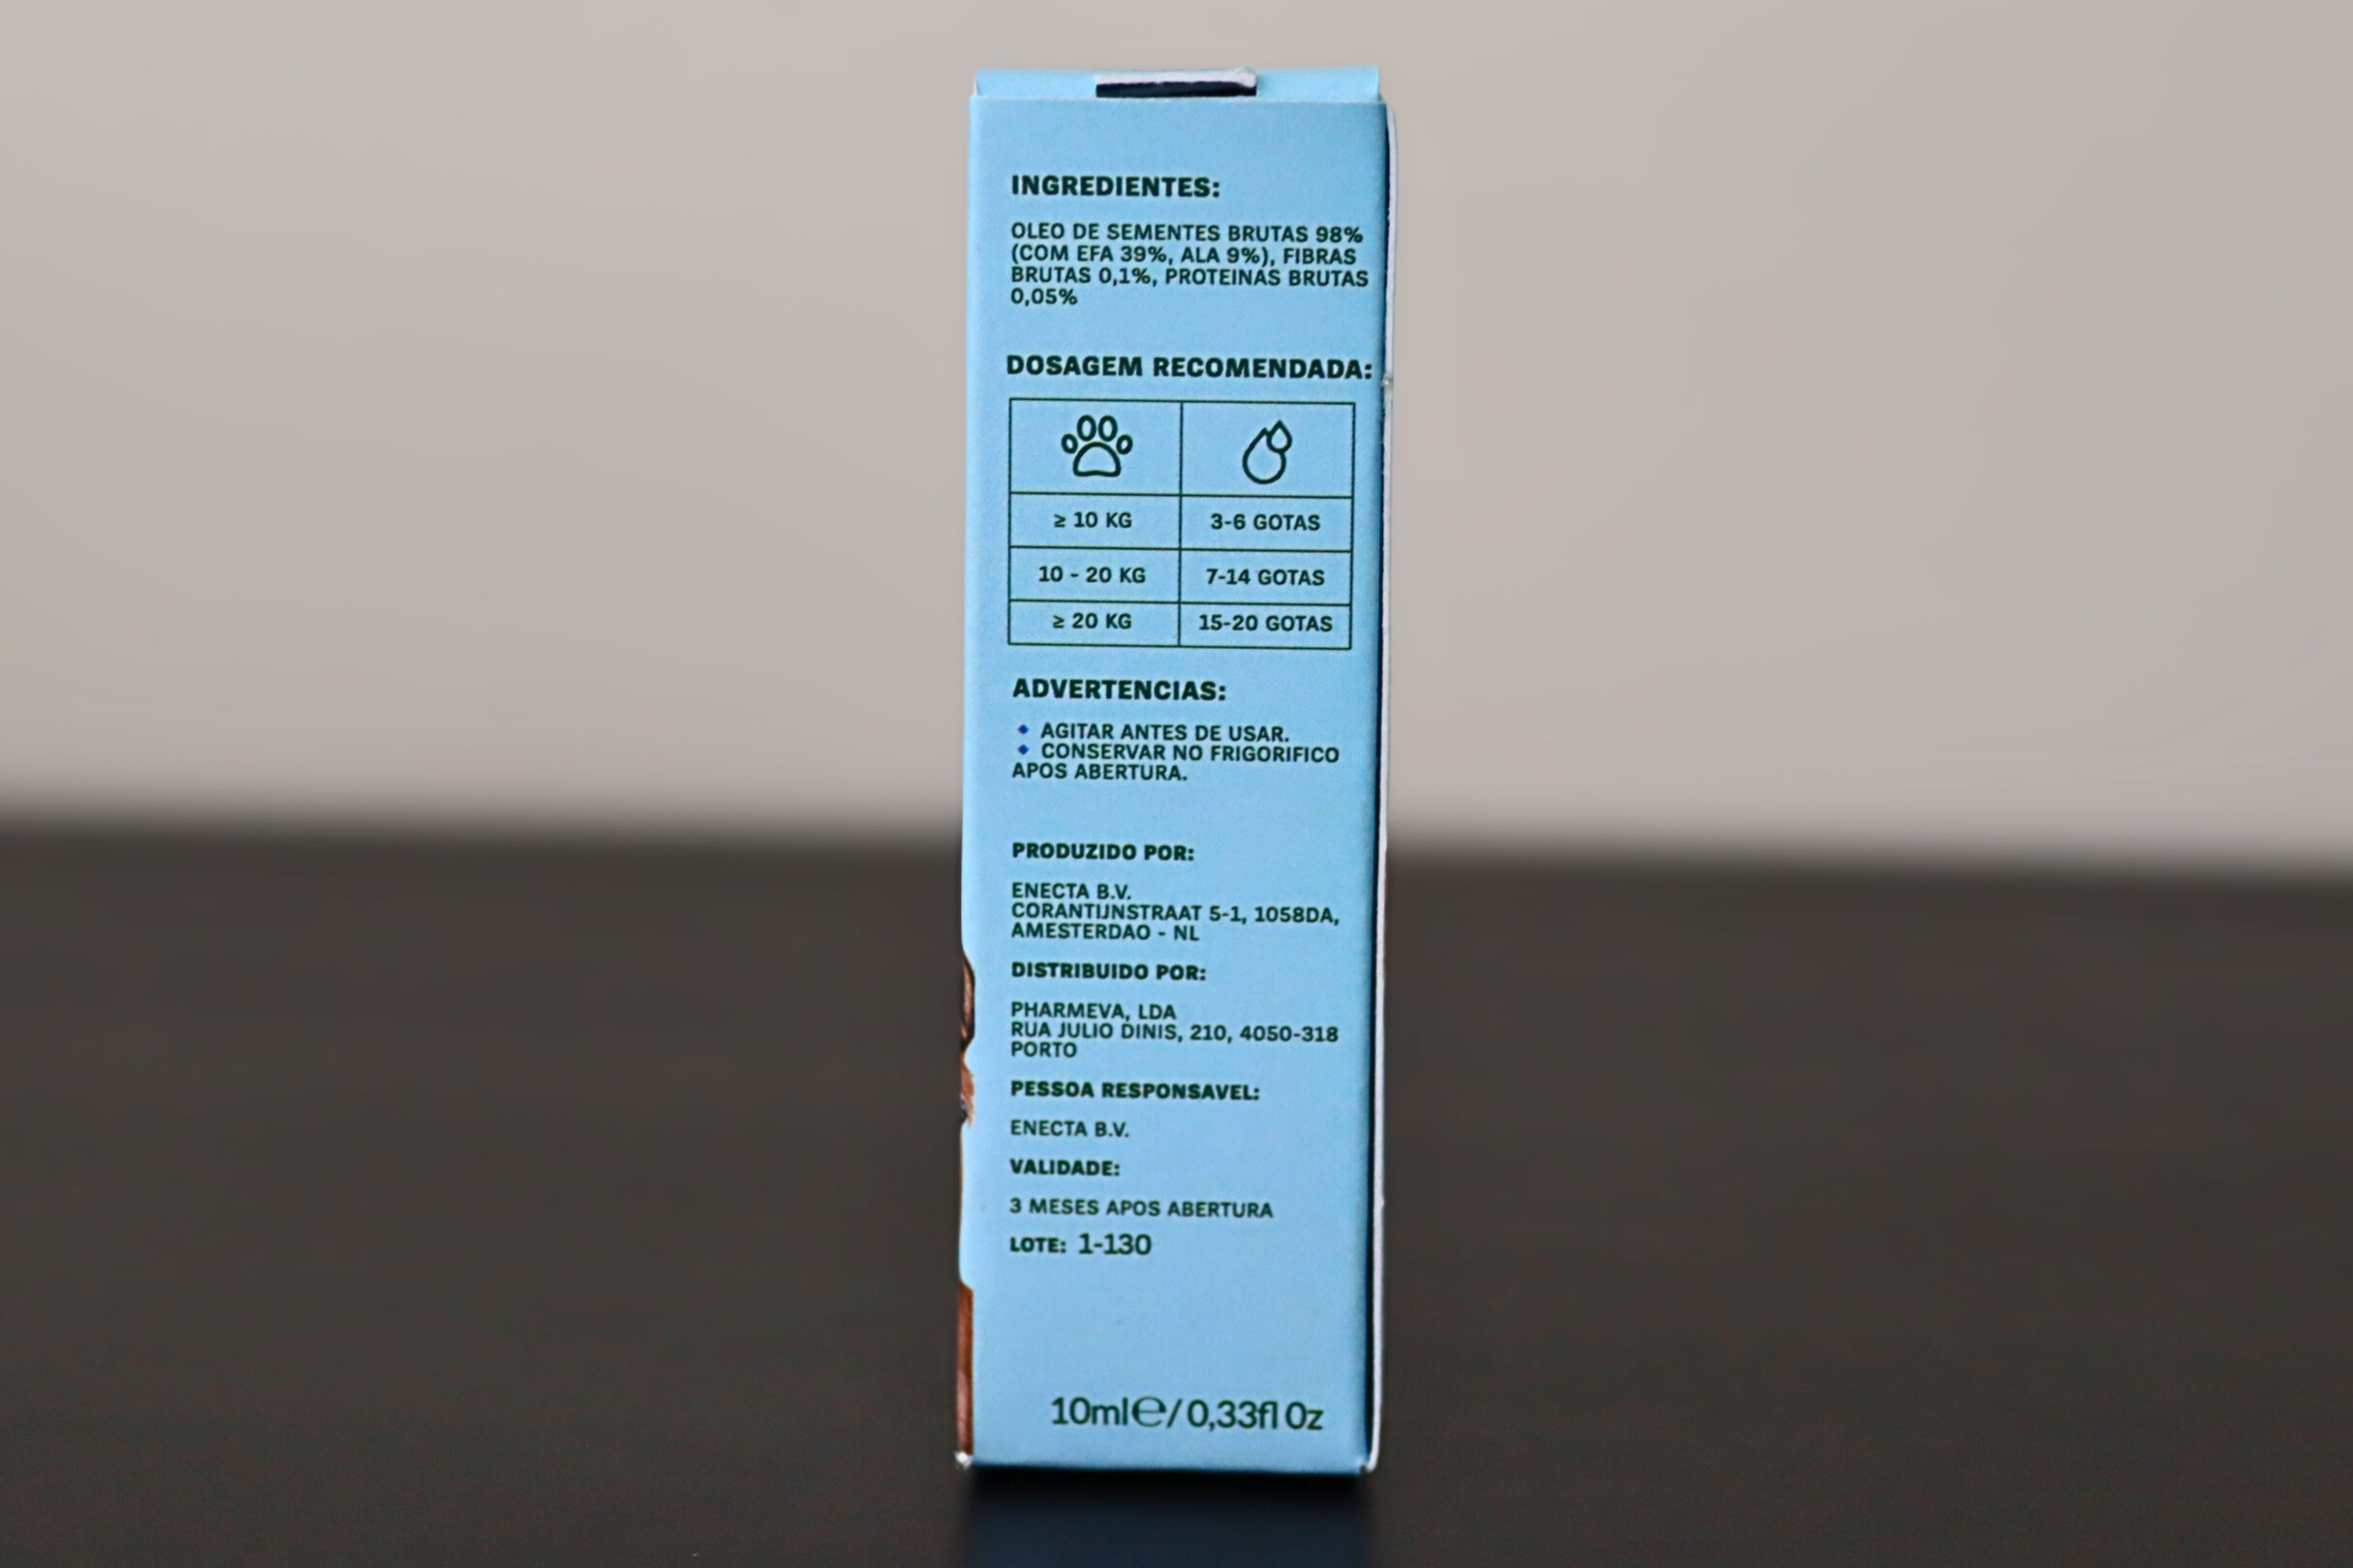 INGREDIENTES:
OLEO DE SEMENTES BRUTAS 98%
(COM EFA 39%, ALA 9%), FIBRAS
BRUTAS 0,1%, PROTEINAS BRUTAS
0,05%
DOSAGEM RECOMENDADA:
≥ 10 KG 3-6 GOTAS
10 - 20 KG 7-14 GOTAS
≥ 20 KG 15-20 GOTAS
ADVERTENCIAS:
◆ AGITAR ANTES DE USAR.
◆ CONSERVAR NO FRIGORIFICO
APOS ABERTURA.
PRODUZIDO POR:
ENECTA B.V.
CORANTIJNSTRAAT 5-1, 1058DA,
AMESTERDAO - NL
DISTRIBUIDO POR:
PHARMEVA, LDA
RUA JULIO DINIS, 210, 4050-318
PORTO
PESSOA RESPONSAVEL:
ENECTA B.V.
VALIDADE:
3 MESES APOS ABERTURA
LOTE: 1-130
10ml℮/0,33fl Oz